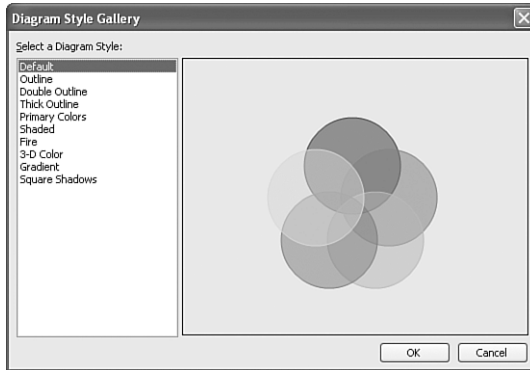 Diagram Style Gallery
Select a Diagram Style:
Default
Outline
Double Outline
Thick Outline
Primary Colors
Shaded
Fire
3-D Color
Gradient
Square Shadows
OK
Cancel